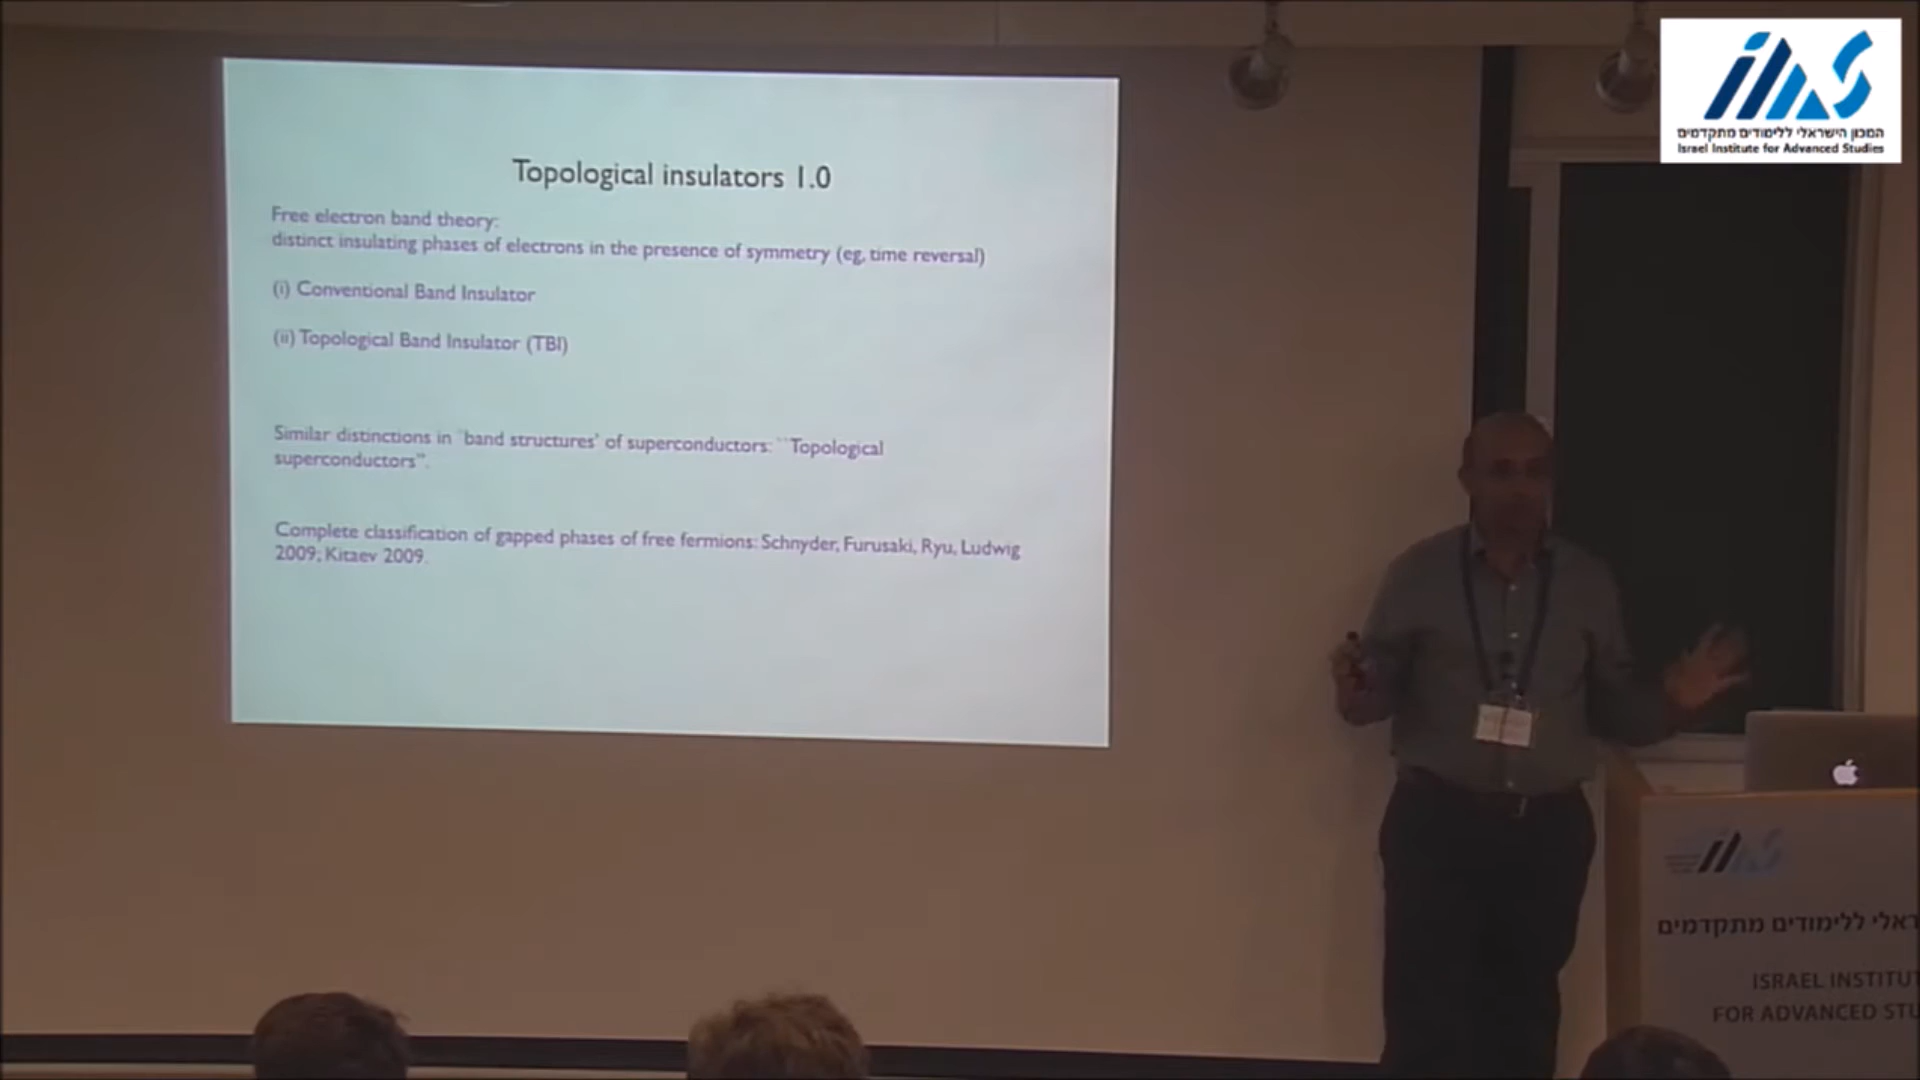 Topological insulators 1.0
Free electron band theory:
distinct insulating phases of electrons in the presence of symmetry (eg, time reversal)
(i) Conventional Band Insulator
(ii) Topological Band Insulator (TBI)
Similar distinctions in `band structures' of superconductors: ``Topological
superconductors''.
Complete classification of gapped phases of free fermions: Schnyder, Furusaki, Ryu, Ludwig
2009; Kitaev 2009.
המכון הישראלי ללימודים מתקדמים
Israel Institute for Advanced Studies
ראלי ללימודים מתקדמים
ISRAEL INSTITUT
FOR ADVANCED STU